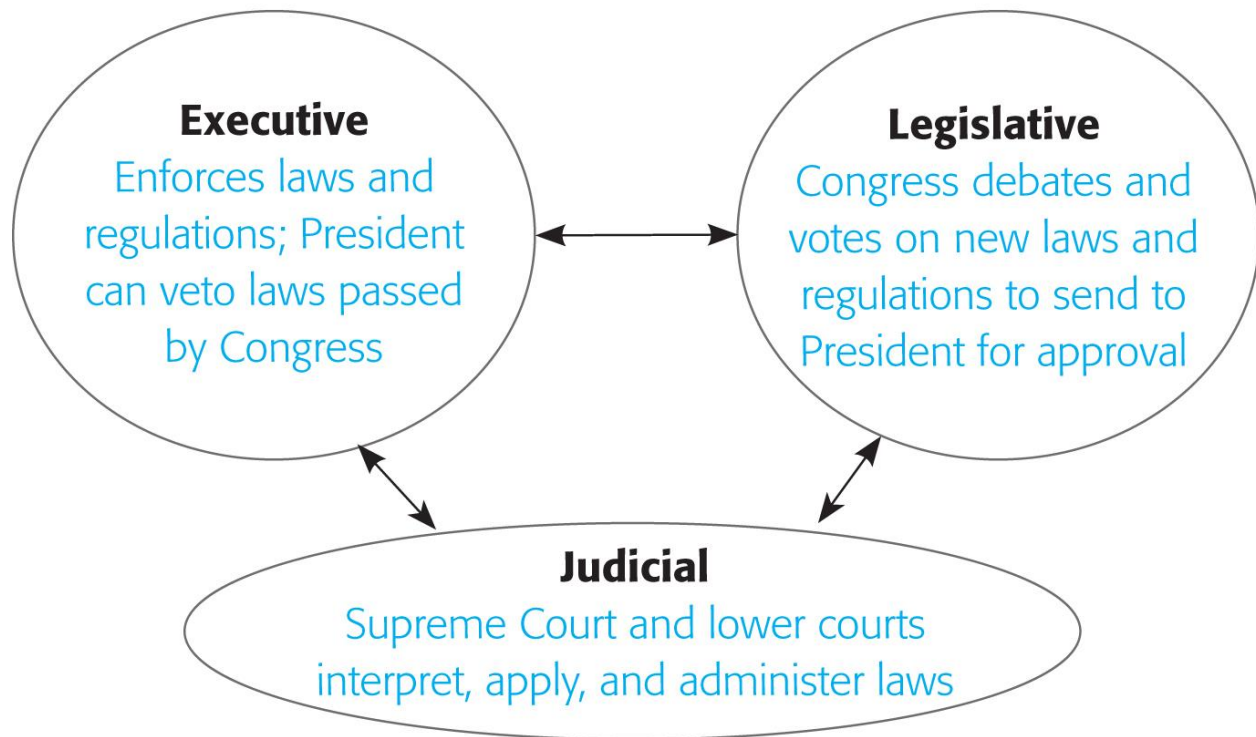 Executive
Enforces laws and
regulations; President
can veto laws passed
by Congress
Legislative
Congress debates and
votes on new laws and
regulations to send to
President for approval
Judicial
Supreme Court and lower courts
interpret, apply, and administer laws